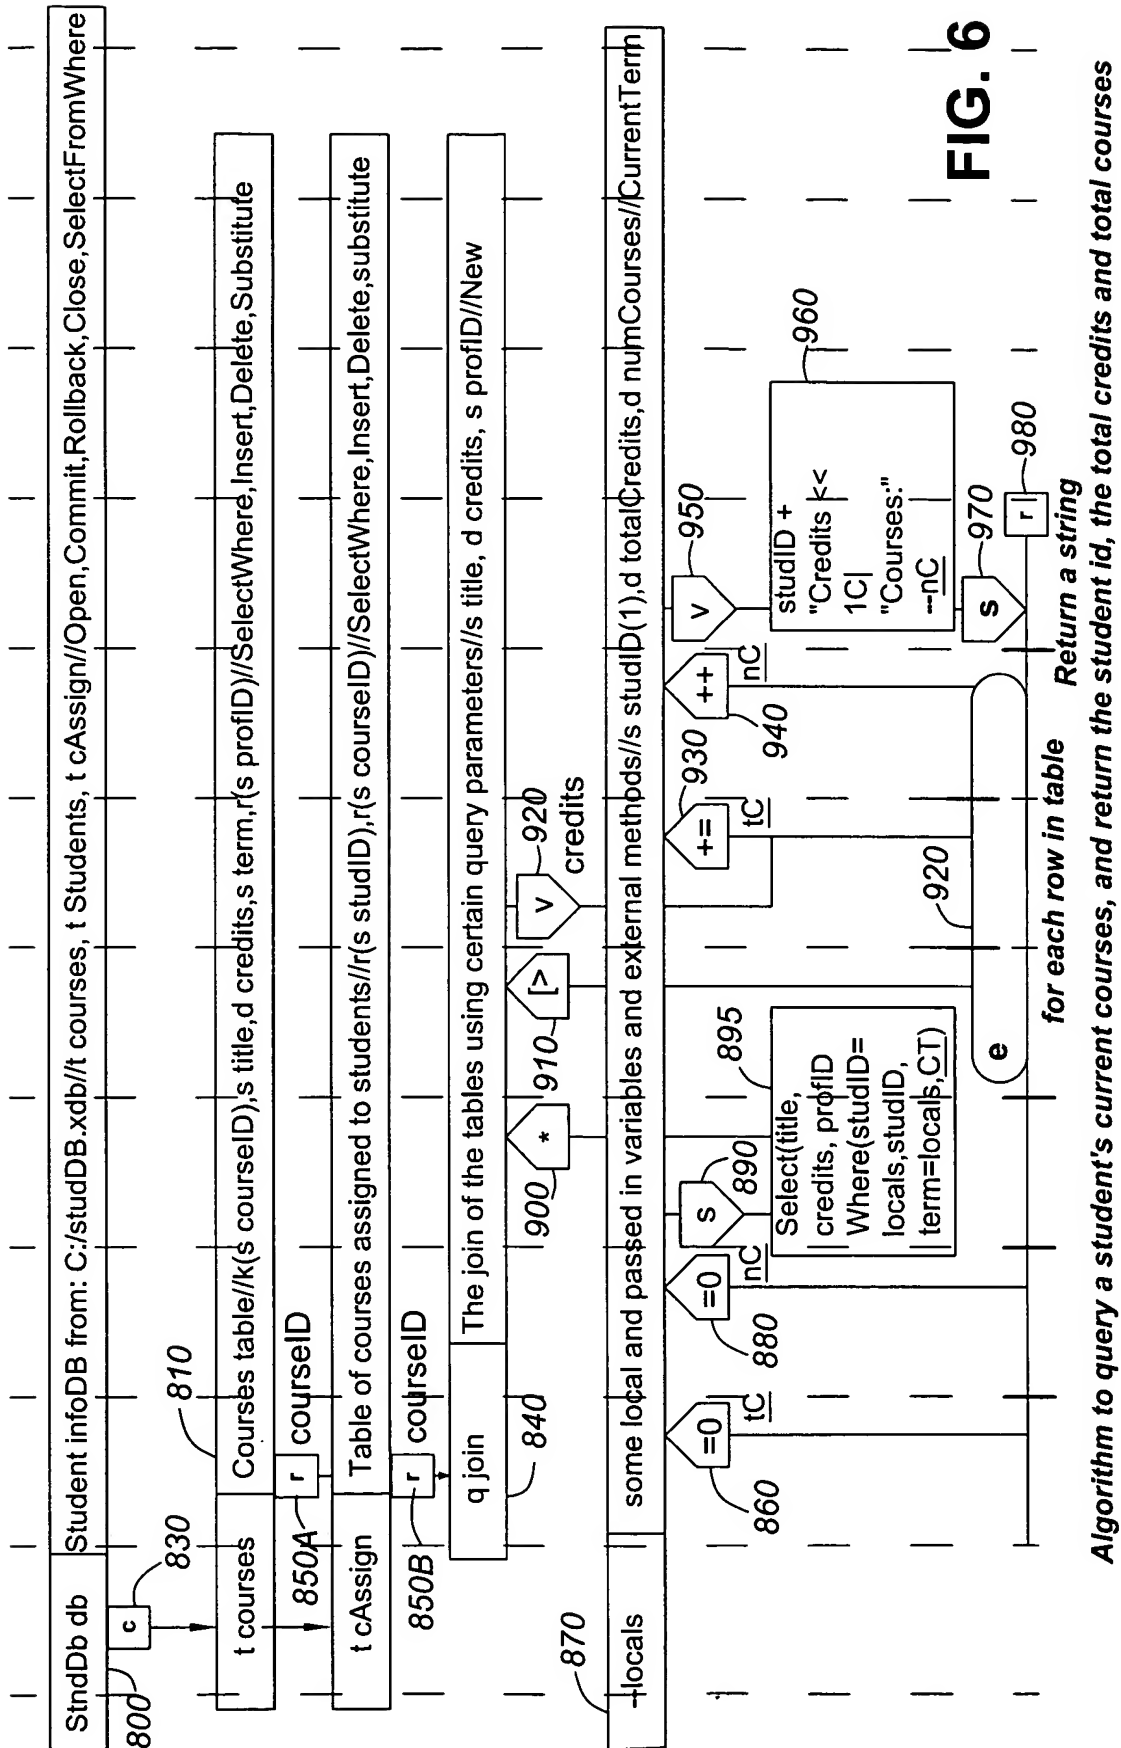 StndDb db
Student infoDB from: C:/studDB.xdb//t courses, t Students, t cAssign//Open,Commit,Rollback,Close,SelectFromWhere
800
c
830
810
t courses
Courses table//k(s courseID),s title,d credits,s term,r(s profID)//SelectWhere,Insert,Delete,Substitute
850A
r
courseID
t cAssign
Table of courses assigned to students//r(s studID),r(s courseID)//SelectWhere,Insert,Delete,substitute
850B
r
courseID
q join
The join of the tables using certain query parameters//s title, d credits, s profID//New
840
900
*
910
[>
v
920
credits
870
--locals
some local and passed in variables and external methods//s studID(1),d totalCredits,d numCourses//CurrentTerm
860
=0
tC
880
=0
nC
s
890
895
Select(title,
credits, profID
Where(studID=
locals,studID,
term=locals,CT)
+=
930
tC
++
940
nC
v
950
960
studID +
"Credits <<
1C|
"Courses:"
--nC
s
970
e
920
r
980
for each row in table
Return a string
FIG. 6
Algorithm to query a student's current courses, and return the student id, the total credits and total courses